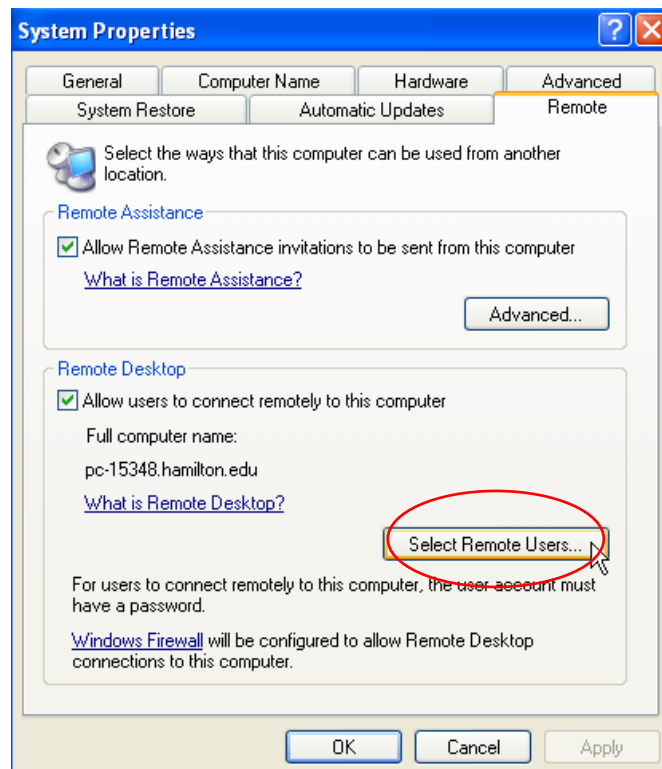 System Properties
General Computer Name Hardware Advanced
System Restore Automatic Updates Remote
Select the ways that this computer can be used from another
location.
Remote Assistance
Allow Remote Assistance invitations to be sent from this computer
What is Remote Assistance?
Advanced...
Remote Desktop
Allow users to connect remotely to this computer
Full computer name:
pc-15348.hamilton.edu
What is Remote Desktop?
Select Remote Users...
For users to connect remotely to this computer, the user account must
have a password.
Windows Firewall will be configured to allow Remote Desktop
connections to this computer.
OK Cancel Apply